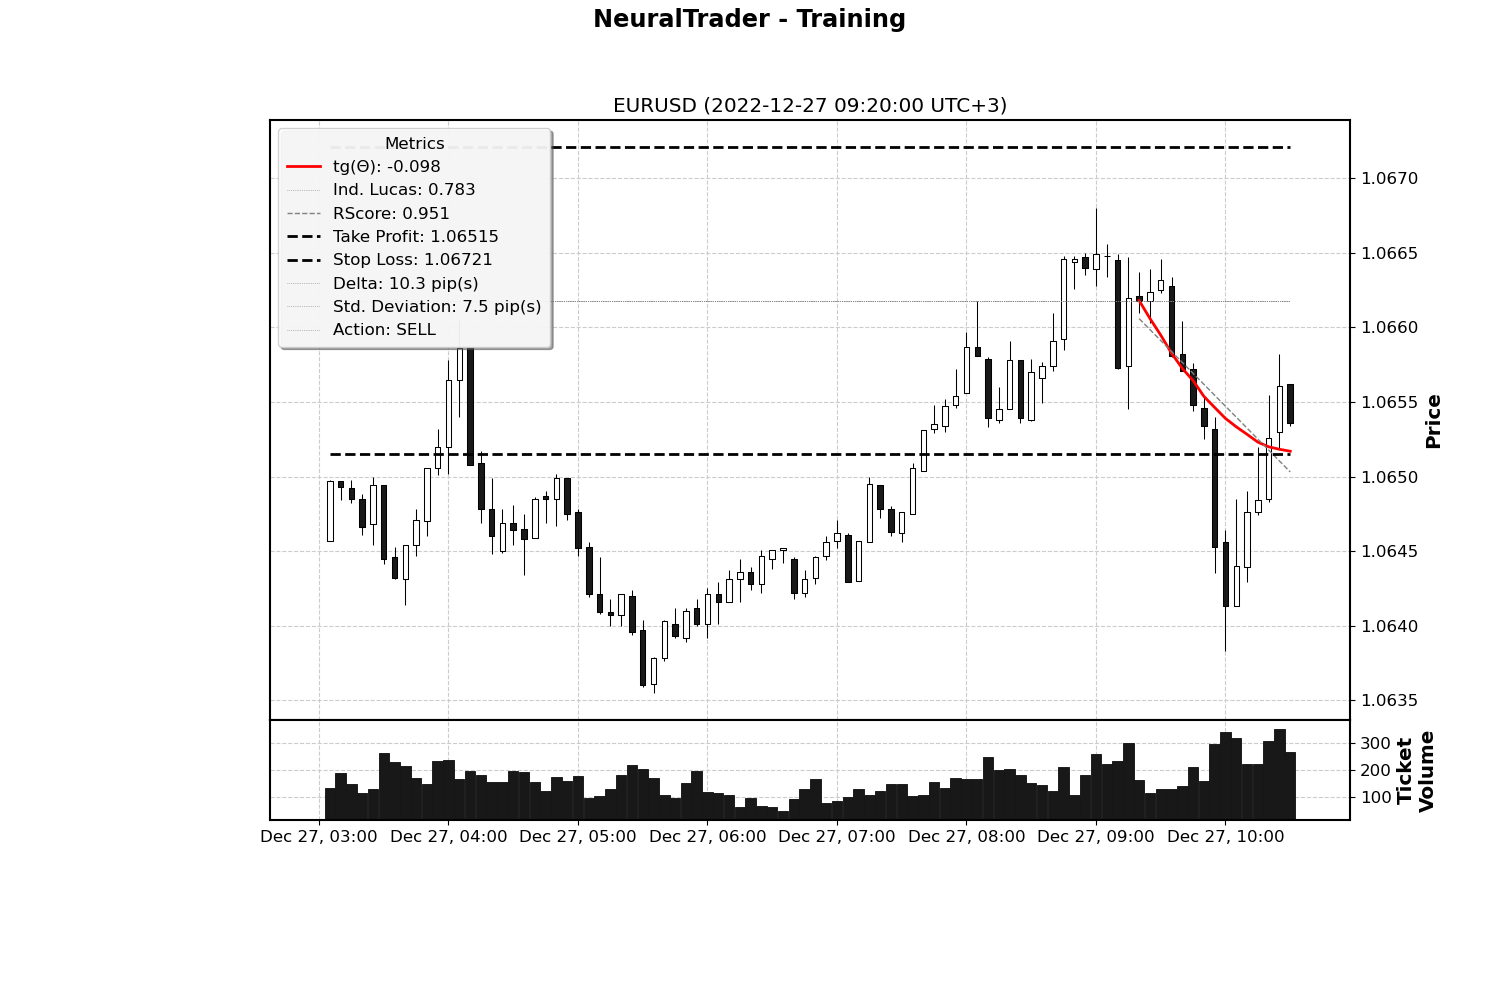 NeuralTrader - Training
EURUSD (2022-12-27 09:20:00 UTC+3)
Metrics
tg(Θ): -0.098
Ind. Lucas: 0.783
RScore: 0.951
Take Profit: 1.06515
Stop Loss: 1.06721
Delta: 10.3 pip(s)
Std. Deviation: 7.5 pip(s)
Action: SELL
1.0670
1.0665
1.0660
1.0655
1.0650
1.0645
1.0640
1.0635
Price
300
200
100
Ticket
Volume
Dec 27, 03:00
Dec 27, 04:00
Dec 27, 05:00
Dec 27, 06:00
Dec 27, 07:00
Dec 27, 08:00
Dec 27, 09:00
Dec 27, 10:00